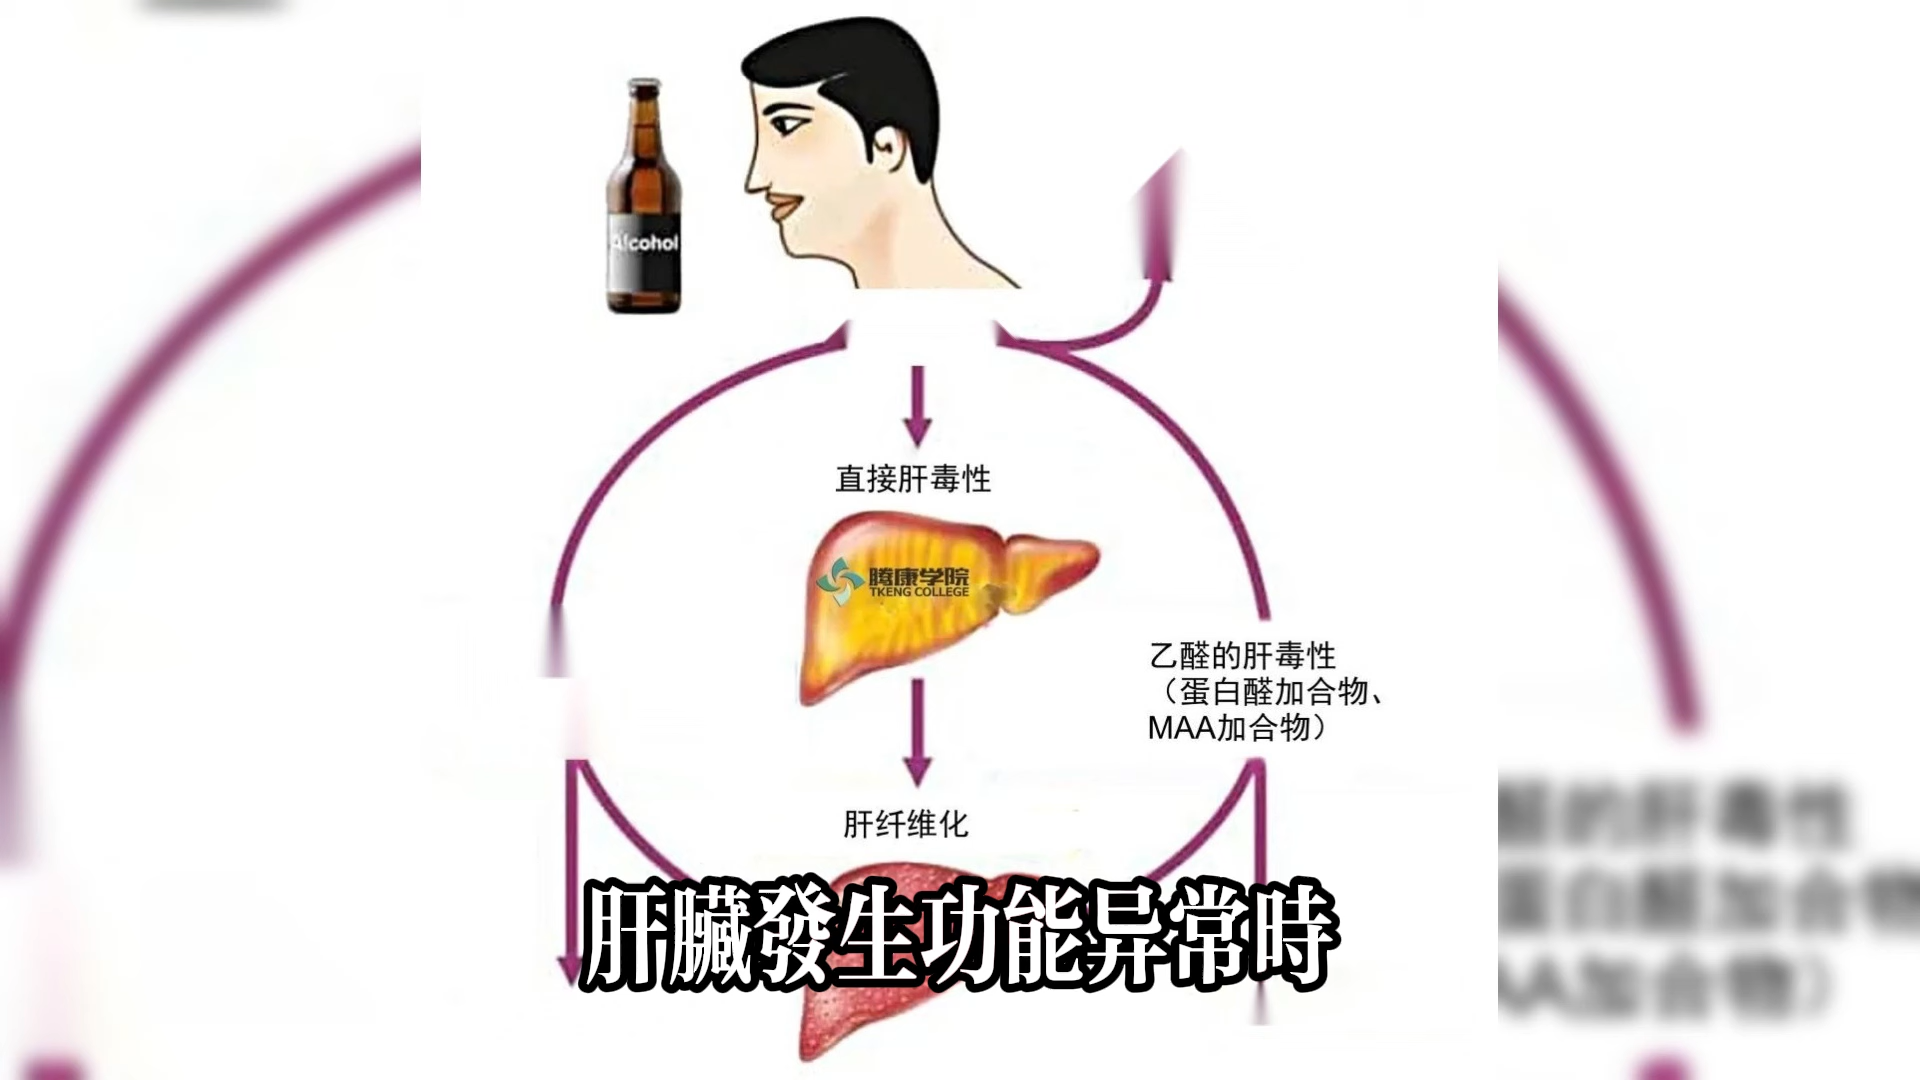 Alcohol
直接肝毒性
腾康学院
TKENG COLLEGE
乙醛的肝毒性
（蛋白醛加合物、
MAA加合物）
肝纤维化
肝臟發生功能异常時